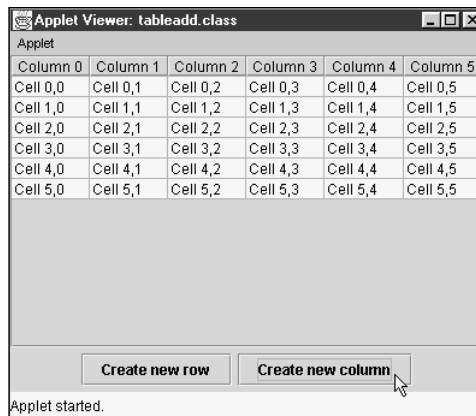 Applet Viewer: tableadd.class
Applet
Column 0 Column 1 Column 2 Column 3 Column 4 Column 5
Cell 0,0 Cell 0,1 Cell 0,2 Cell 0,3 Cell 0,4 Cell 0,5
Cell 1,0 Cell 1,1 Cell 1,2 Cell 1,3 Cell 1,4 Cell 1,5
Cell 2,0 Cell 2,1 Cell 2,2 Cell 2,3 Cell 2,4 Cell 2,5
Cell 3,0 Cell 3,1 Cell 3,2 Cell 3,3 Cell 3,4 Cell 3,5
Cell 4,0 Cell 4,1 Cell 4,2 Cell 4,3 Cell 4,4 Cell 4,5
Cell 5,0 Cell 5,1 Cell 5,2 Cell 5,3 Cell 5,4 Cell 5,5
Create new row Create new column
Applet started.